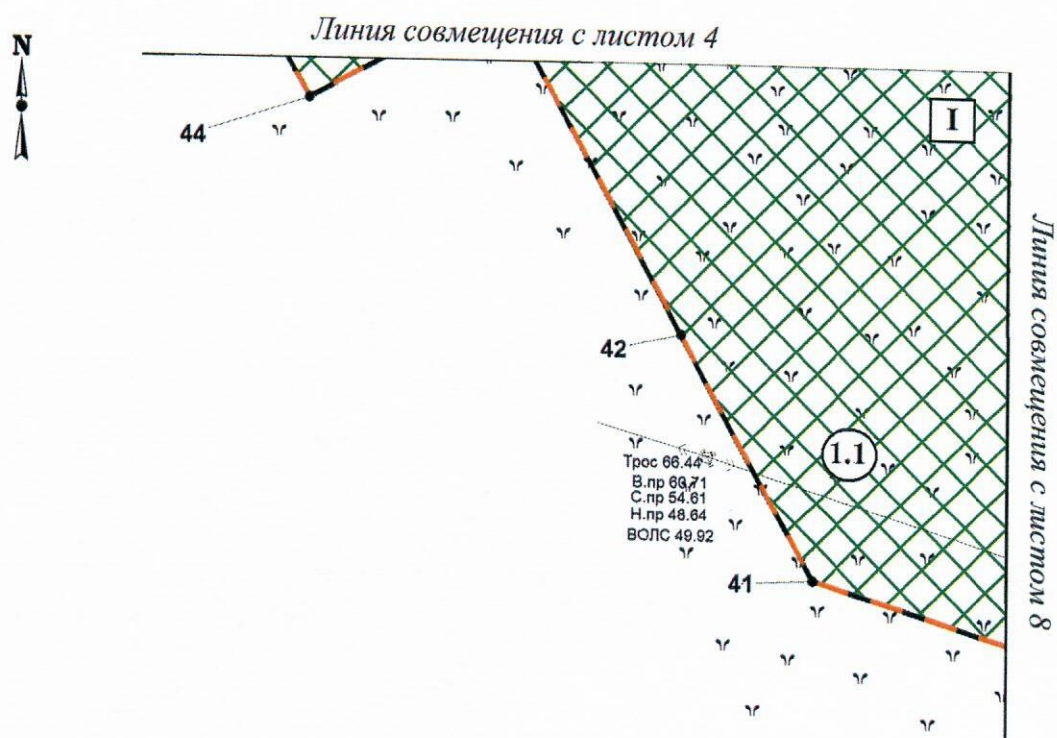 N
Линия совмещения с листом 4
44
I
Линия совмещения с листом 8
42
1.1
Трос 66.44
В.пр 60.71
С.пр 54.61
Н.пр 48.64
ВОЛС 49.92
41